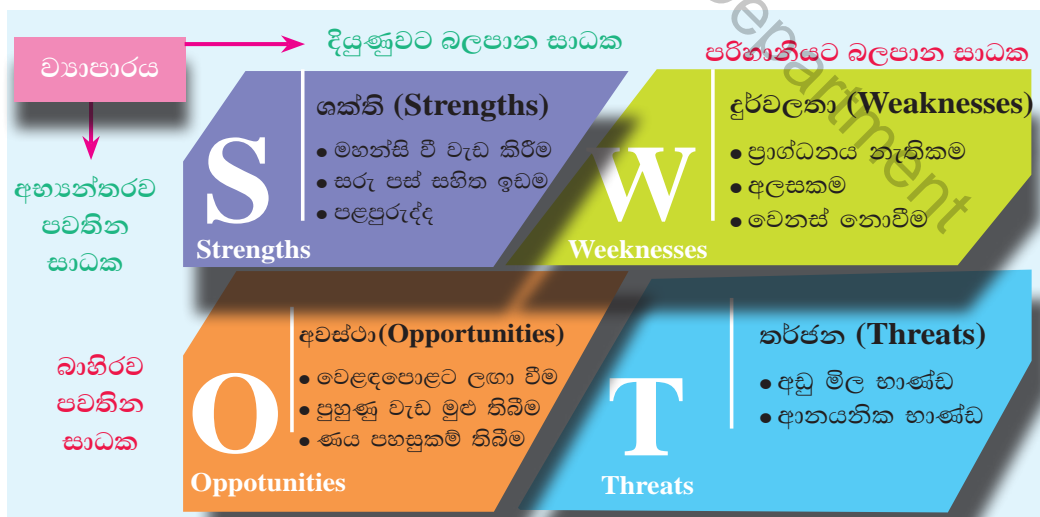 ව්‍යාපාරය
දියුණුවට බලපාන සාධක
පරිහානියට බලපාන සාධක
අභ්‍යන්තරව
පවතින
සාධක
S
ශක්ති (Strengths)
• මහන්සි වී වැඩ කිරීම
• සරු පස් සහිත ඉඩම
• පළපුරුද්ද
Strengths
W
දුර්වලතා (Weaknesses)
• ප්‍රාග්ධනය නැතිකම
• අලසකම
• වෙනස් නොවීම
Weeknesses
බාහිරව
පවතින
සාධක
O
අවස්ථා(Opportunities)
• වෙළඳපොළට ලඟා වීම
• පුහුණු වැඩ මුළු තිබීම
• ණය පහසුකම් තිබීම
Oppotunities
T
තර්ජන (Threats)
• අඩු මිල භාණ්ඩ
• ආනයනික භාණ්ඩ
Threats
Department